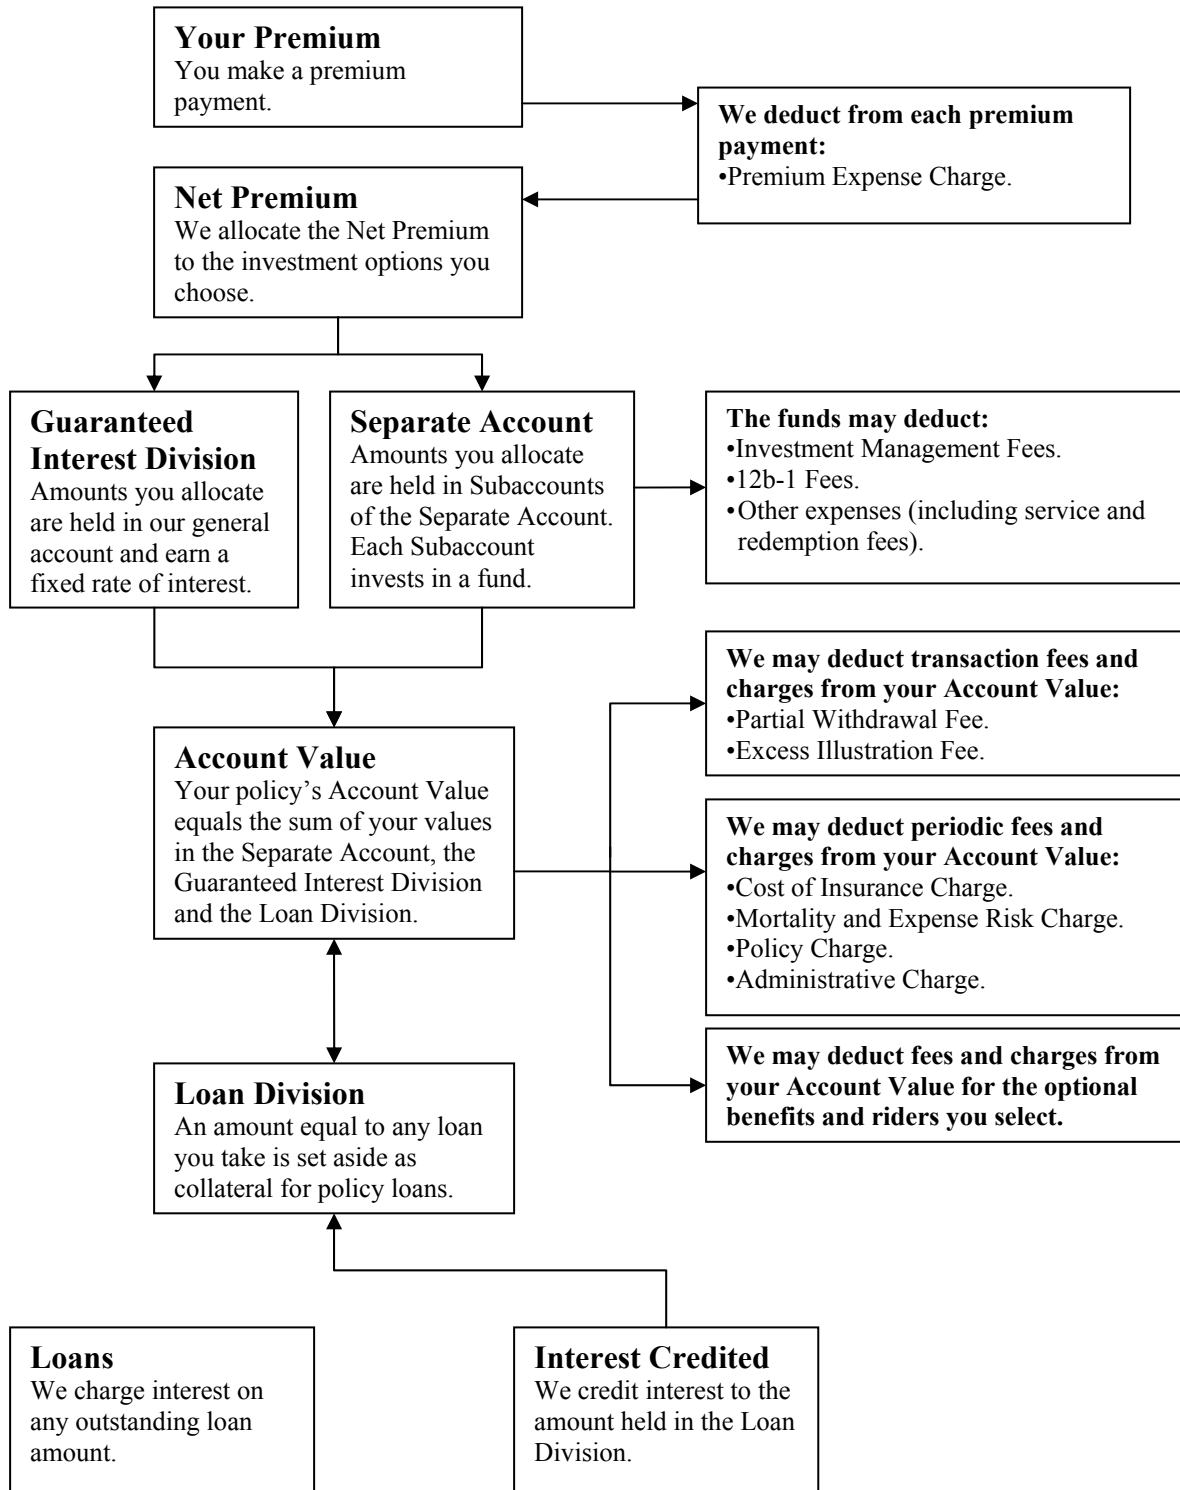 Your Premium
You make a premium
payment.
We deduct from each premium
payment:
•Premium Expense Charge.
Net Premium
We allocate the Net Premium
to the investment options you
choose.
Guaranteed
Interest Division
Amounts you allocate
are held in our general
account and earn a
fixed rate of interest.
Separate Account
Amounts you allocate
are held in Subaccounts
of the Separate Account.
Each Subaccount
invests in a fund.
The funds may deduct:
•Investment Management Fees.
•12b-1 Fees.
•Other expenses (including service and
redemption fees).
We may deduct transaction fees and
charges from your Account Value:
•Partial Withdrawal Fee.
•Excess Illustration Fee.
Account Value
Your policy’s Account Value
equals the sum of your values
in the Separate Account, the
Guaranteed Interest Division
and the Loan Division.
We may deduct periodic fees and
charges from your Account Value:
•Cost of Insurance Charge.
•Mortality and Expense Risk Charge.
•Policy Charge.
•Administrative Charge.
We may deduct fees and charges from
your Account Value for the optional
benefits and riders you select.
Loan Division
An amount equal to any loan
you take is set aside as
collateral for policy loans.
Loans
We charge interest on
any outstanding loan
amount.
Interest Credited
We credit interest to the
amount held in the Loan
Division.